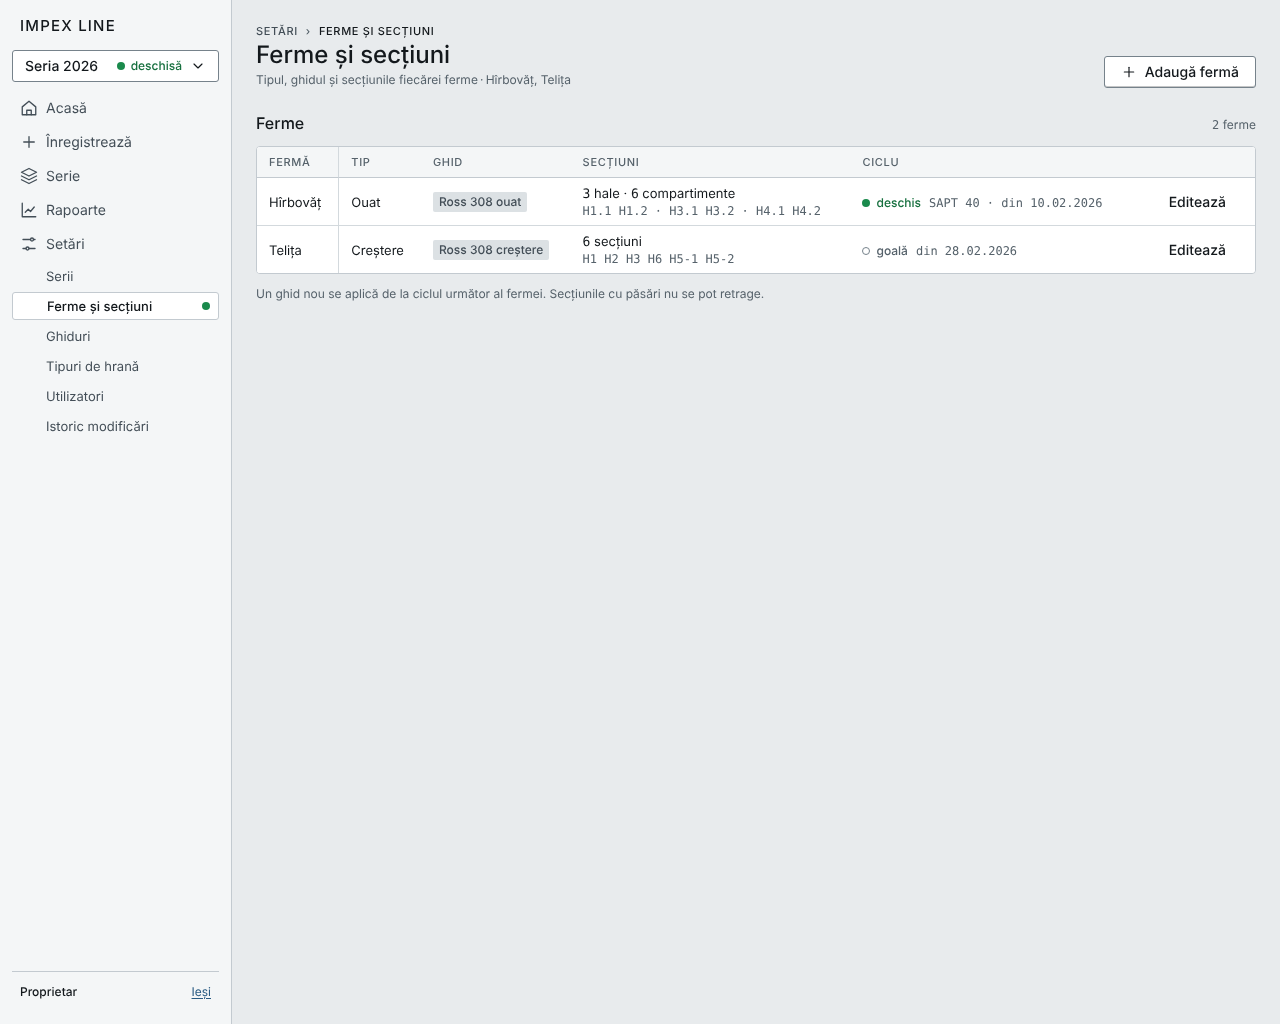 IMPEX LINE
Seria 2026 deschisă
Acasă
Înregistrează
Serie
Rapoarte
Setări
Serii
Ferme și secțiuni
Ghiduri
Tipuri de hrană
Utilizatori
Istoric modificări
Proprietar Ieși
SETĂRI › FERME ȘI SECȚIUNI
Ferme și secțiuni
Tipul, ghidul și secțiunile fiecărei ferme · Hîrbovăț, Telița
Adaugă fermă
Ferme 2 ferme
FERMĂ TIP GHID SECȚIUNI CICLU
Hîrbovăț Ouat Ross 308 ouat 3 hale · 6 compartimente deschis SAPT 40 · din 10.02.2026 Editează
H1.1 H1.2 · H3.1 H3.2 · H4.1 H4.2
Telița Creștere Ross 308 creștere 6 secțiuni goală din 28.02.2026 Editează
H1 H2 H3 H6 H5-1 H5-2
Un ghid nou se aplică de la ciclul următor al fermei. Secțiunile cu păsări nu se pot retrage.